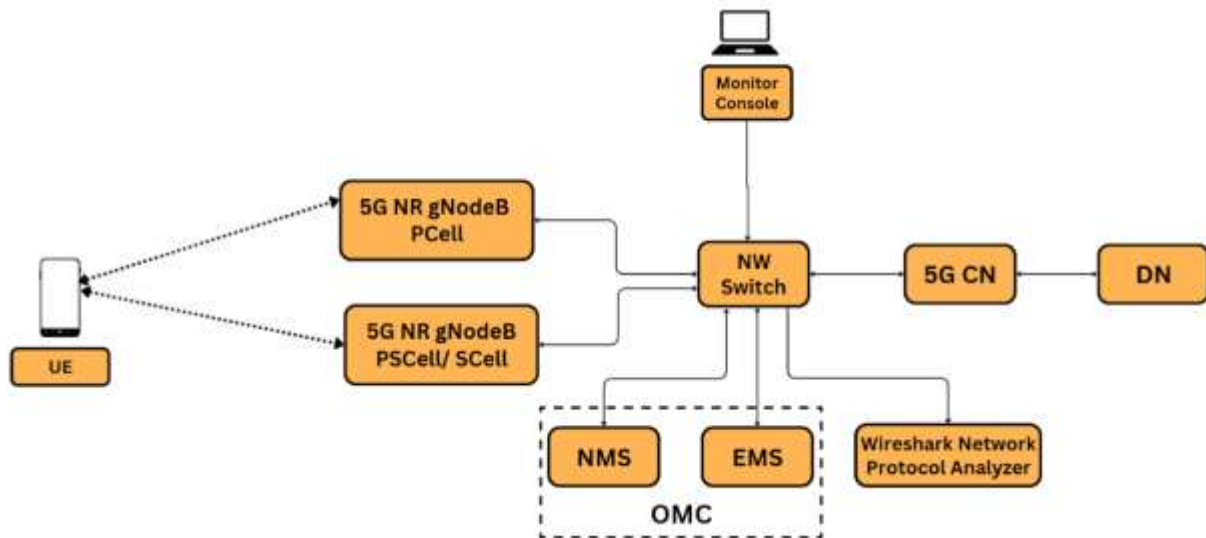 Monitor
Console
5G NR gNodeB
PCell
NW
Switch
5G CN
DN
5G NR gNodeB
PSCell/ SCell
UE
NMS
EMS
Wireshark Network
Protocol Analyzer
OMC